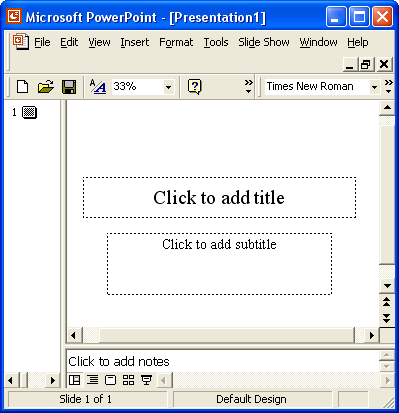 Microsoft PowerPoint - [Presentation1]
File Edit View Insert Format Tools Slide Show Window Help
33% Times New Roman
1
Click to add title
Click to add subtitle
Click to add notes
Slide 1 of 1 Default Design